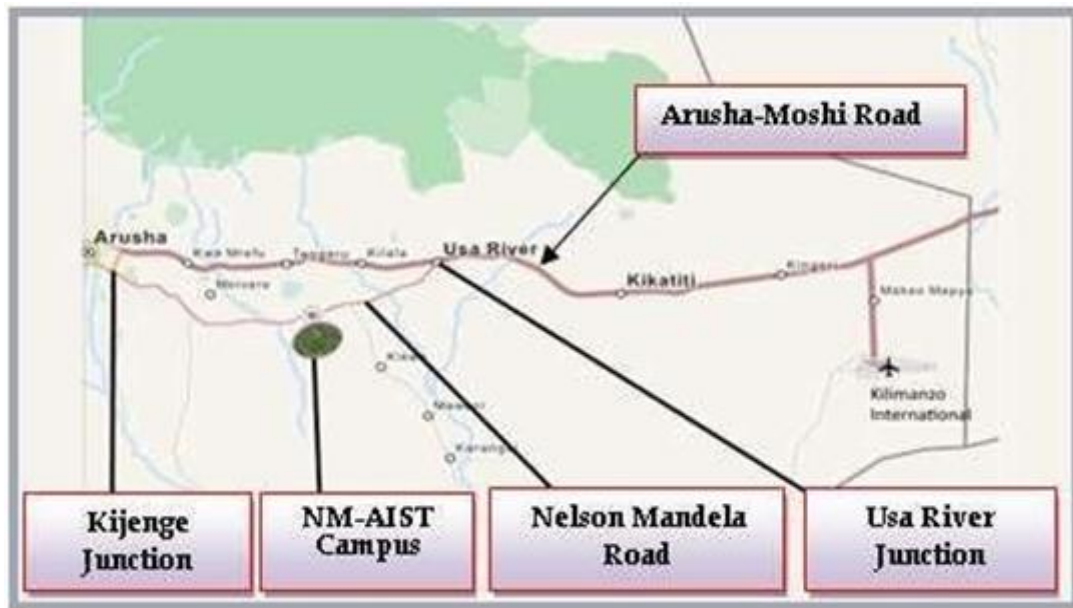 Arusha-Moshi Road
Arusha
Usa River
Kilala
Kikatiti
Kilimanzo
International
Kijenge
Junction
NM-AIST
Campus
Nelson Mandela
Road
Usa River
Junction